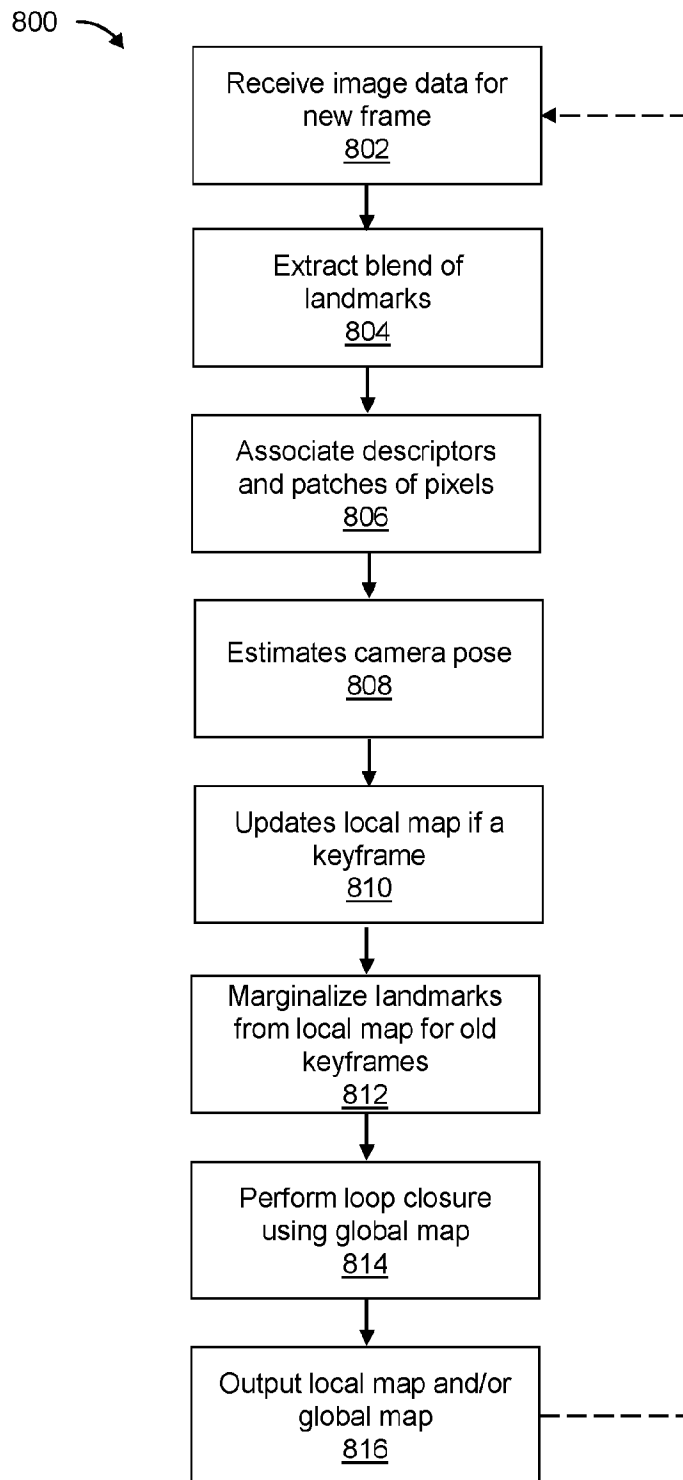 800
Receive image data for
new frame
802
Extract blend of
landmarks
804
Associate descriptors
and patches of pixels
806
Estimates camera pose
808
Updates local map if a
keyframe
810
Marginalize landmarks
from local map for old
keyframes
812
Perform loop closure
using global map
814
Output local map and/or
global map
816